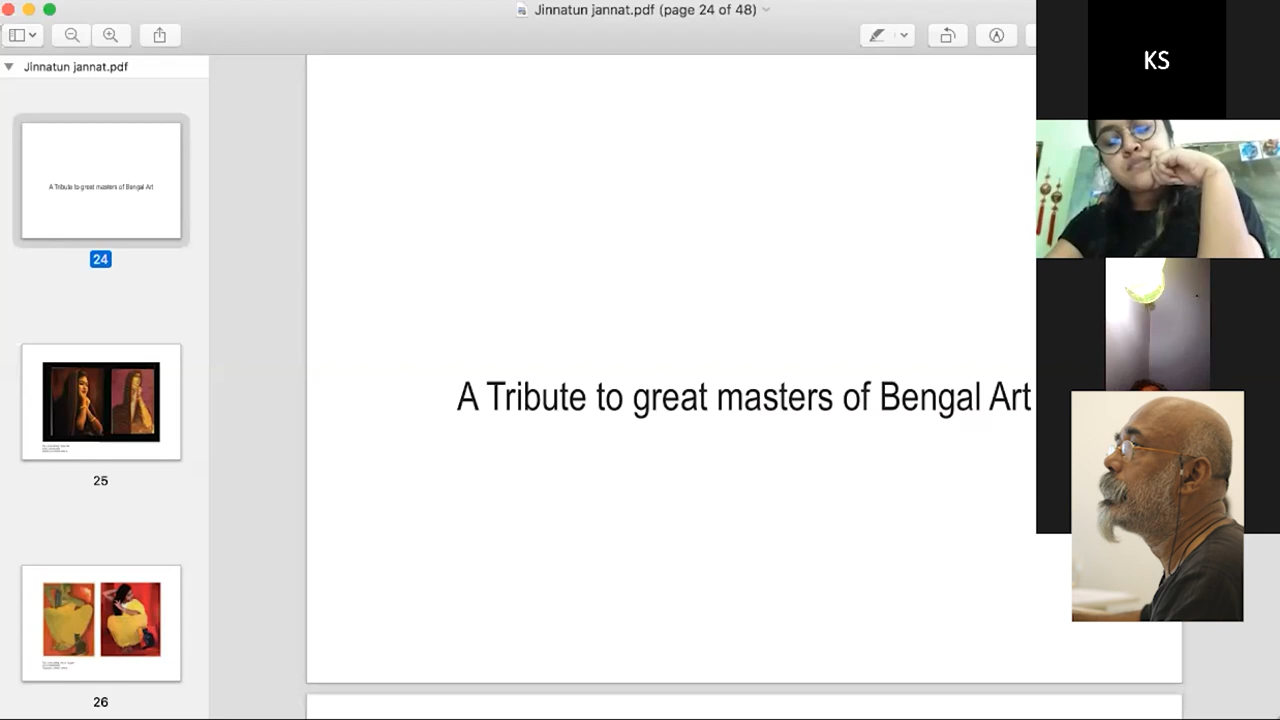 Jinnatun jannat.pdf (page 24 of 48)
Jinnatun jannat.pdf
A Tribute to great masters of Bengal Art
24
25
26
A Tribute to great masters of Bengal Art
KS